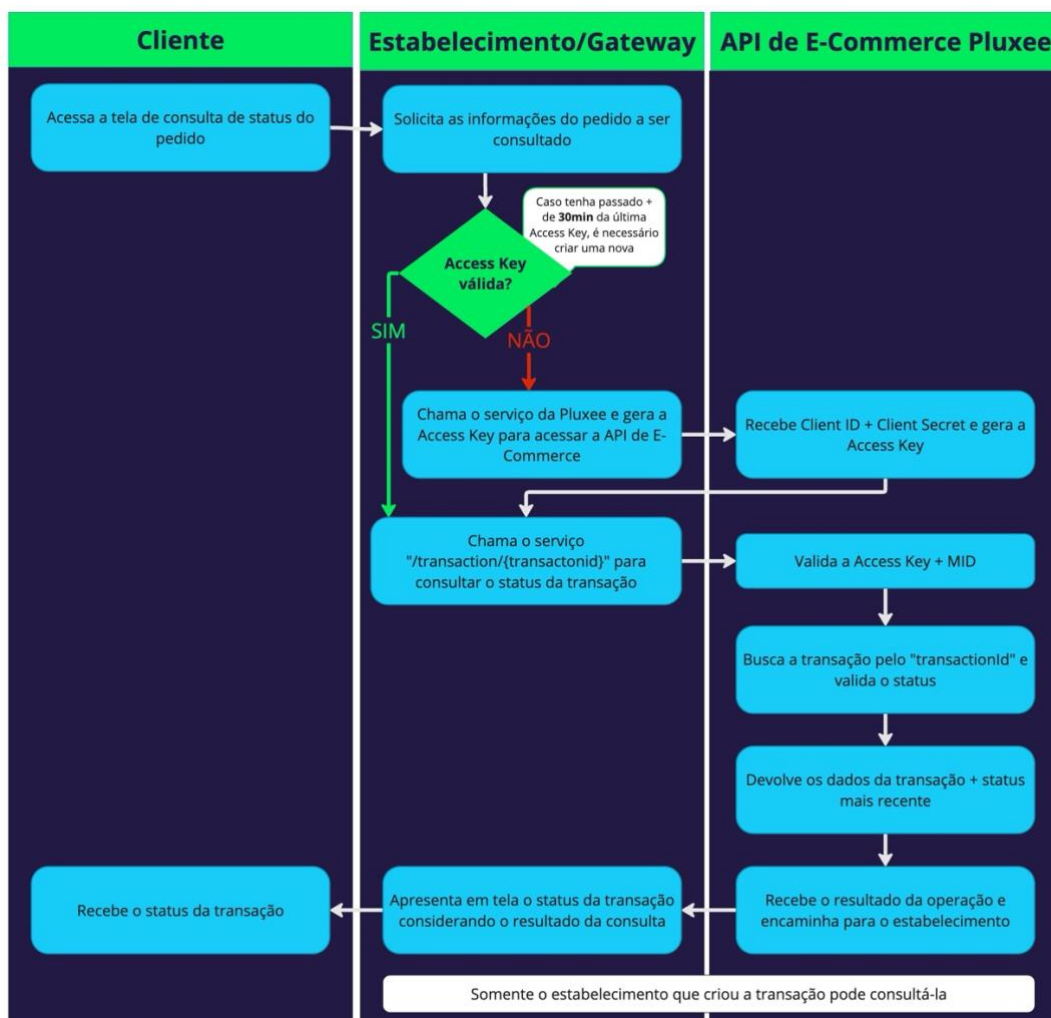 Cliente
Estabelecimento/Gateway
API de E-Commerce Pluxee
Acessa a tela de consulta de status do
pedido
Solicita as informações do pedido a ser
consultado
Caso tenha passado +
de 30min da última
Access Key, é necessário
criar uma nova
Access Key
válida?
SIM
NÃO
Chama o serviço da Pluxee e gera a
Access Key para acessar a API de E-
Commerce
Recebe Client ID + Client Secret e gera a
Access Key
Chama o serviço
"/transaction/{transactonid}" para
consultar o status da transação
Valida a Access Key + MID
Busca a transação pelo "transactionId" e
valida o status
Devolve os dados da transação + status
mais recente
Recebe o status da transação
Apresenta em tela o status da transação
considerando o resultado da consulta
Recebe o resultado da operação e
encaminha para o estabelecimento
Somente o estabelecimento que criou a transação pode consultá-la